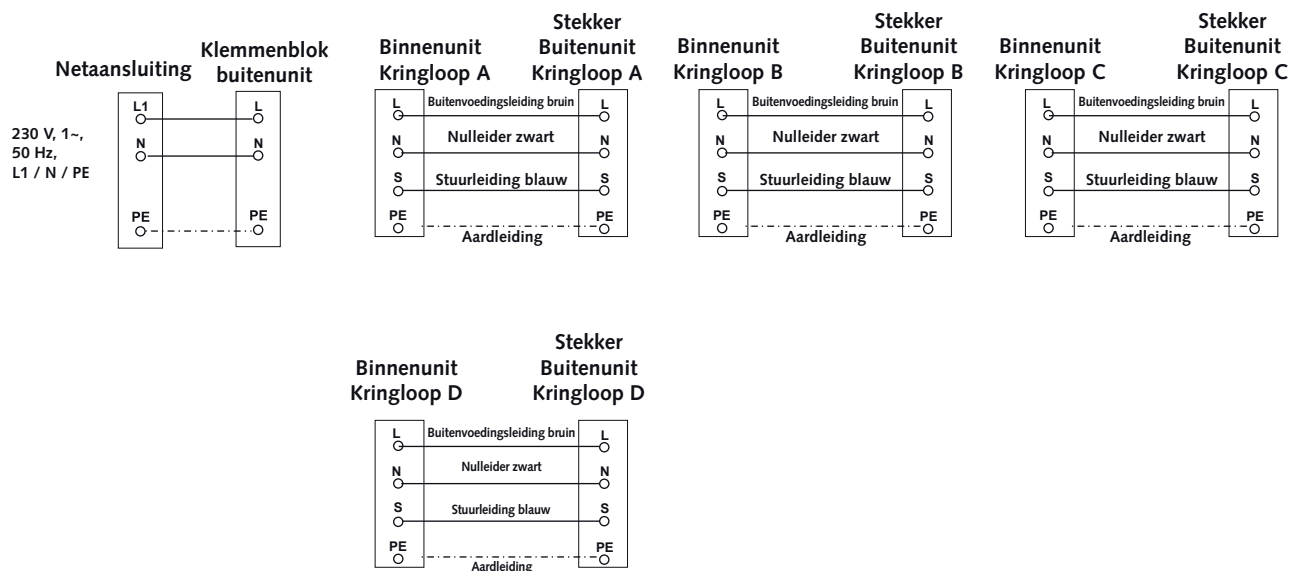 Netaansluiting
Klemmenblok
buitenunit
230 V, 1~,
50 Hz,
L1 / N / PE
L1
L
N
N
PE
PE
Binnenunit
Kringloop A
Stekker
Buitenunit
Kringloop A
L
Buitenvoedingsleiding bruin
L
N
Nulleider zwart
N
S
Stuurleiding blauw
S
PE
Aardleiding
PE
Binnenunit
Kringloop B
Stekker
Buitenunit
Kringloop B
L
Buitenvoedingsleiding bruin
L
N
Nulleider zwart
N
S
Stuurleiding blauw
S
PE
Aardleiding
PE
Binnenunit
Kringloop C
Stekker
Buitenunit
Kringloop C
L
Buitenvoedingsleiding bruin
L
N
Nulleider zwart
N
S
Stuurleiding blauw
S
PE
Aardleiding
PE
Binnenunit
Kringloop D
Stekker
Buitenunit
Kringloop D
L
Buitenvoedingsleiding bruin
L
N
Nulleider zwart
N
S
Stuurleiding blauw
S
PE
Aardleiding
PE